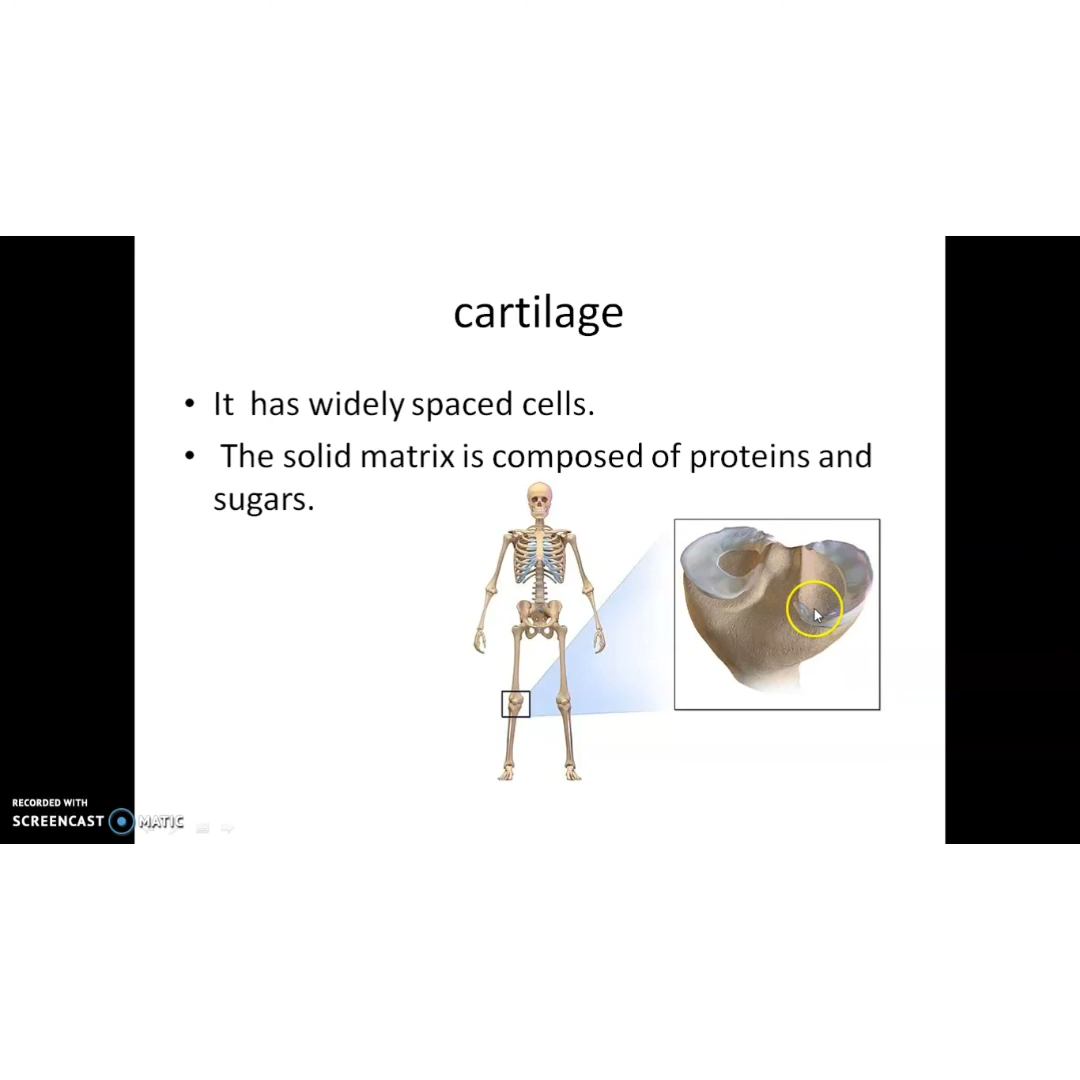 cartilage
• It has widely spaced cells.
• The solid matrix is composed of proteins and
sugars.
RECORDED WITH
SCREENCAST MATIC